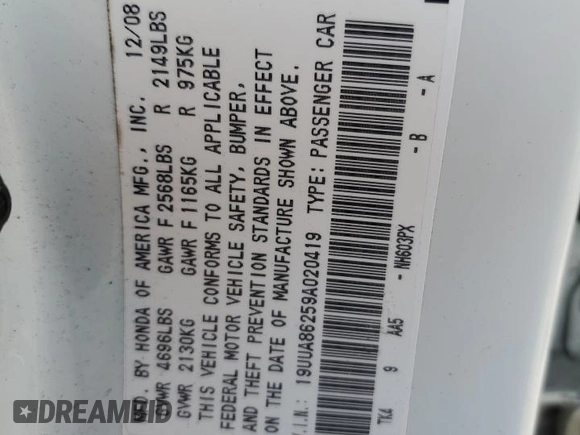 MFD. BY HONDA OF AMERICA MFG., INC. 12/08
GVWR 4696LBS GAWR F 2568LBS R 2149LBS
GVWR 2130KG GAWR F 1165KG R 975KG
THIS VEHICLE CONFORMS TO ALL APPLICABLE
FEDERAL MOTOR VEHICLE SAFETY, BUMPER,
AND THEFT PREVENTION STANDARDS IN EFFECT
ON THE DATE OF MANUFACTURE SHOWN ABOVE.
V.I.N.: 19UUA86259A020419 TYPE: PASSENGER CAR
TK4 9 AA5 - NH603PX - B - A
DREAMBID